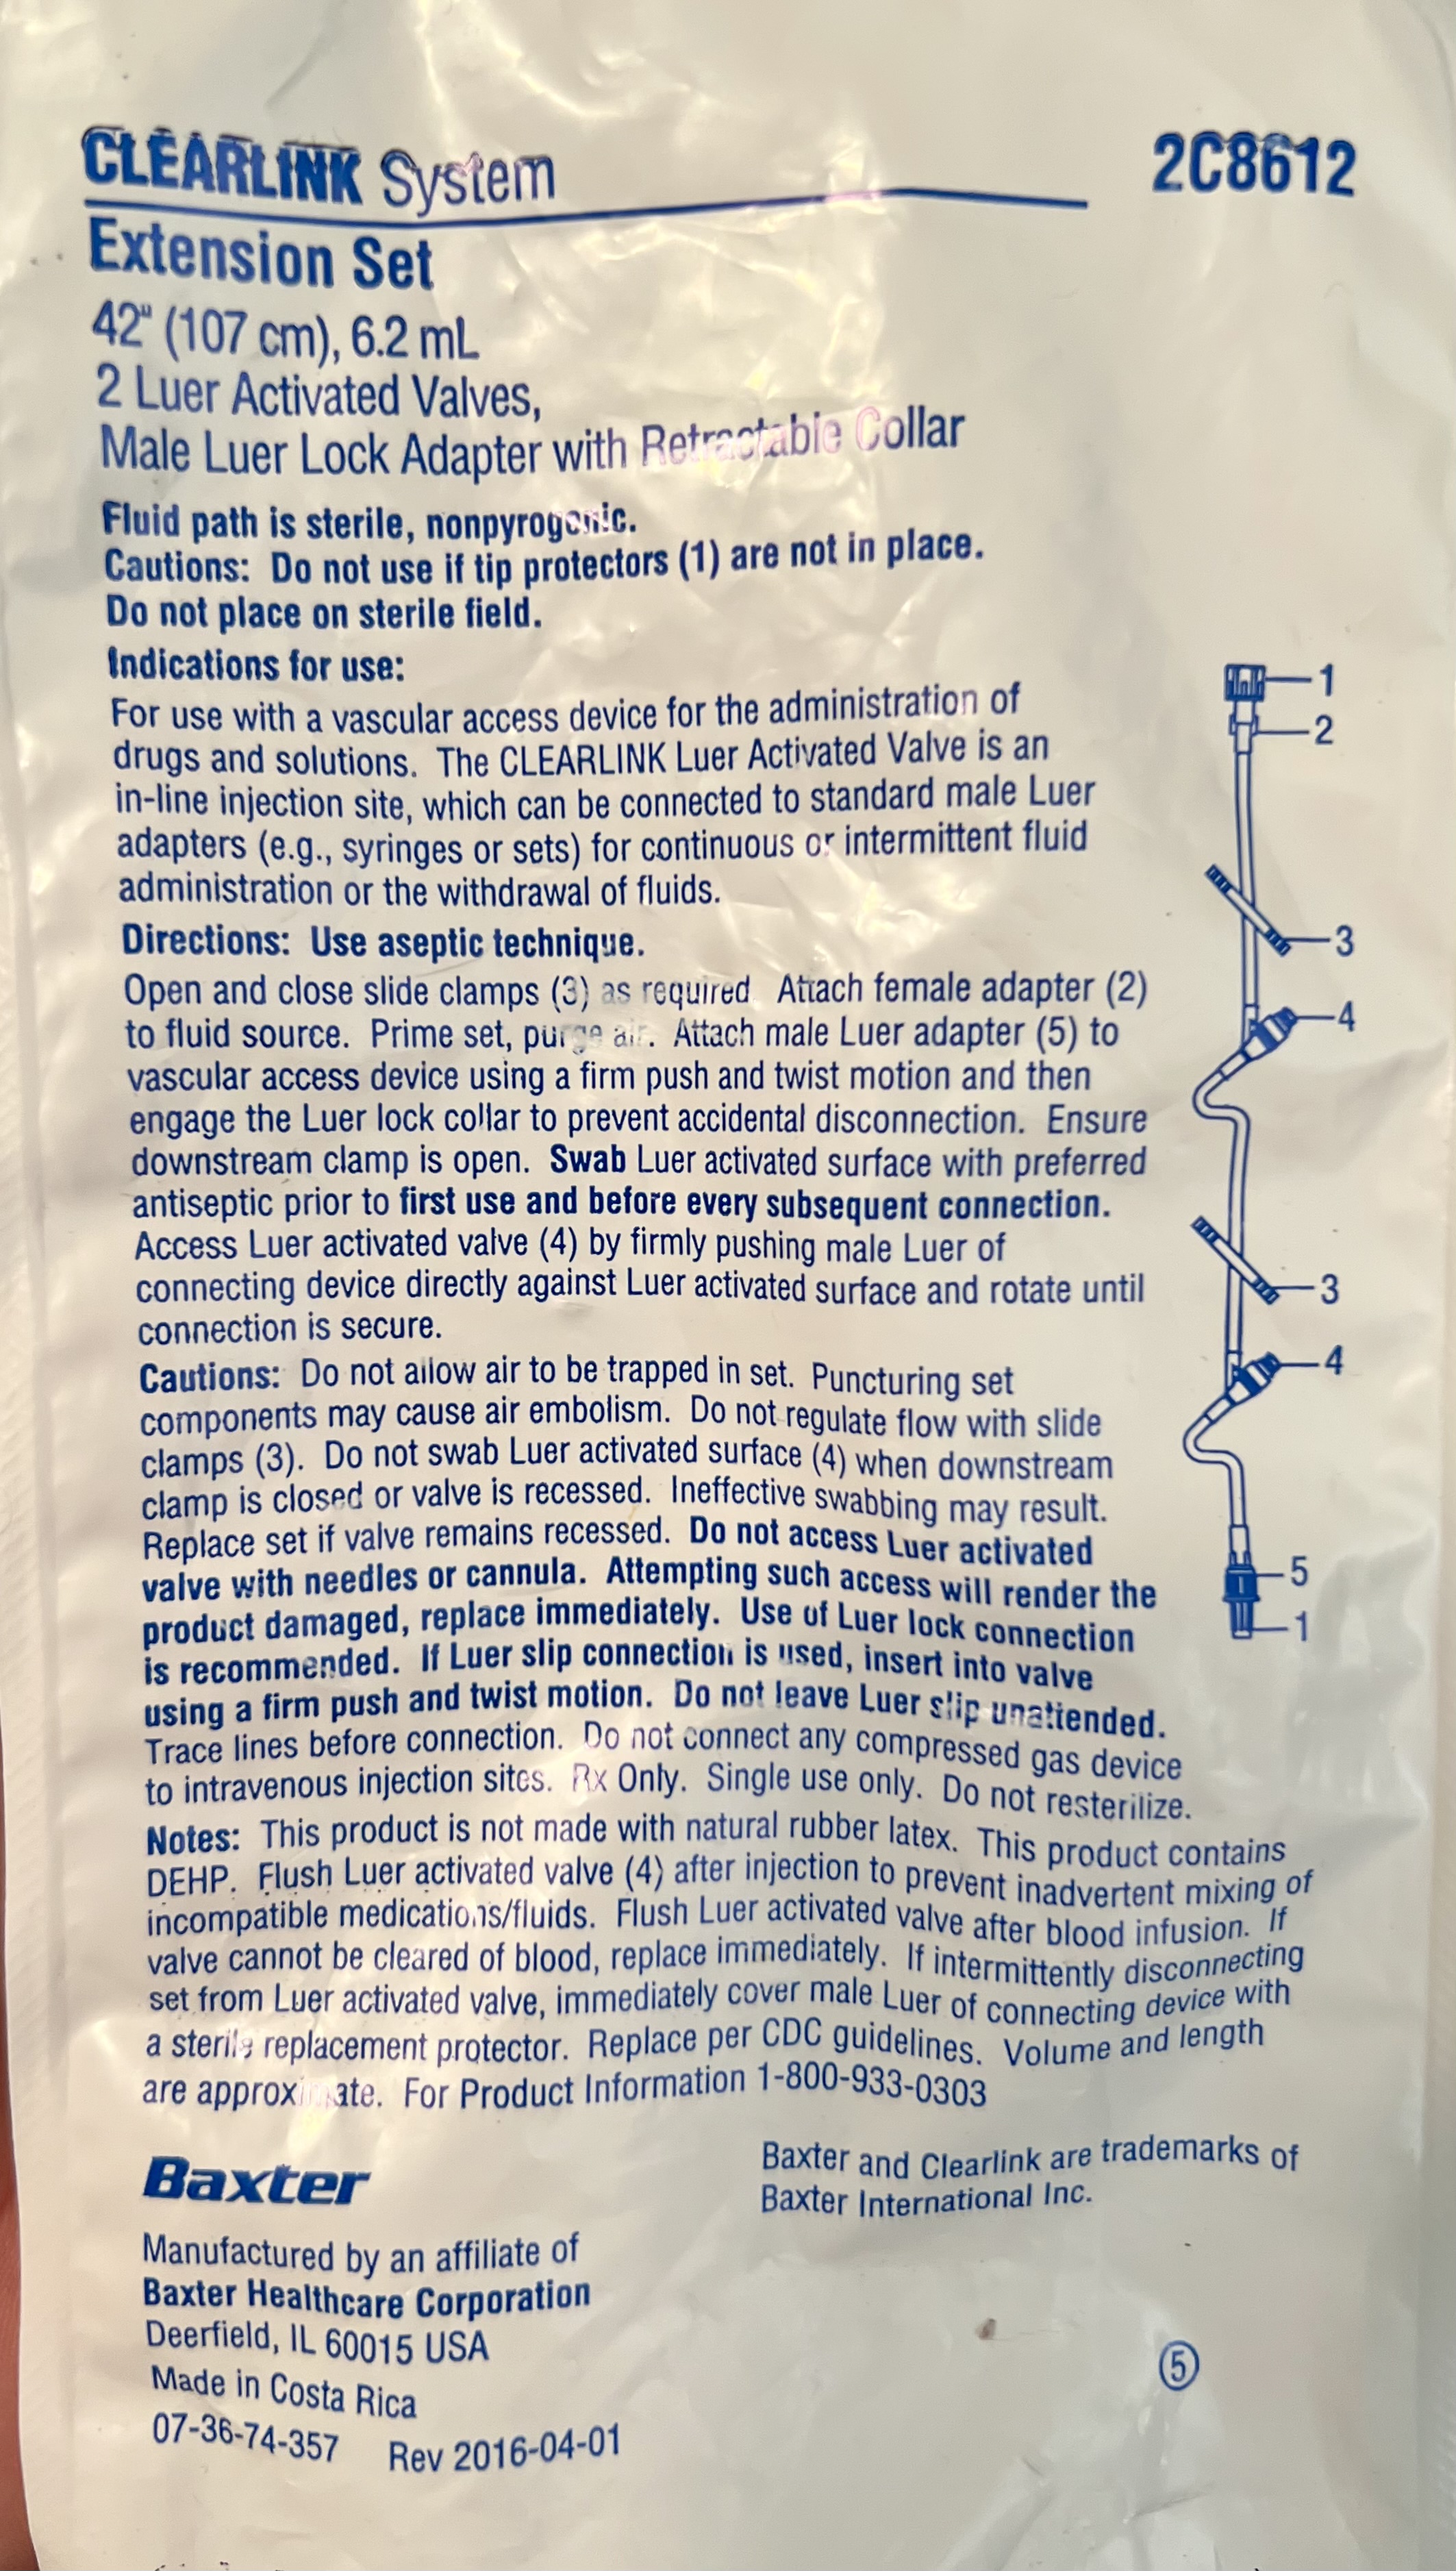 CLEARLINK System
2C8612
Extension Set
42" (107 cm), 6.2 mL
2 Luer Activated Valves,
Male Luer Lock Adapter with Retractable Collar
Fluid path is sterile, nonpyrogenic.
Cautions: Do not use if tip protectors (1) are not in place.
Do not place on sterile field.
Indications for use:
For use with a vascular access device for the administration of
drugs and solutions. The CLEARLINK Luer Activated Valve is an
in-line injection site, which can be connected to standard male Luer
adapters (e.g., syringes or sets) for continuous or intermittent fluid
administration or the withdrawal of fluids.
Directions: Use aseptic technique.
Open and close slide clamps (3) as required Attach female adapter (2)
to fluid source. Prime set, purge air. Attach male Luer adapter (5) to
vascular access device using a firm push and twist motion and then
engage the Luer lock collar to prevent accidental disconnection. Ensure
downstream clamp is open. Swab Luer activated surface with preferred
antiseptic prior to first use and before every subsequent connection.
Access Luer activated valve (4) by firmly pushing male Luer of
connecting device directly against Luer activated surface and rotate until
connection is secure.
Cautions: Do not allow air to be trapped in set. Puncturing set
components may cause air embolism. Do not regulate flow with slide
clamps (3). Do not swab Luer activated surface (4) when downstream
clamp is closed or valve is recessed. Ineffective swabbing may result.
Replace set if valve remains recessed. Do not access Luer activated
valve with needles or cannula. Attempting such access will render the
product damaged, replace immediately. Use of Luer lock connection
is recommended. If Luer slip connection is used, insert into valve
using a firm push and twist motion. Do not leave Luer slip unattended.
Trace lines before connection. Do not connect any compressed gas device
to intravenous injection sites. Rx Only. Single use only. Do not resterilize.
Notes: This product is not made with natural rubber latex. This product contains
DEHP. Flush Luer activated valve (4) after injection to prevent inadvertent mixing of
incompatible medications/fluids. Flush Luer activated valve after blood infusion. If
valve cannot be cleared of blood, replace immediately. If intermittently disconnecting
set from Luer activated valve, immediately cover male Luer of connecting device with
a sterile replacement protector. Replace per CDC guidelines. Volume and length
are approximate. For Product Information 1-800-933-0303
1
2
3
4
3
4
5
1
Baxter
Baxter and Clearlink are trademarks of
Baxter International Inc.
Manufactured by an affiliate of
Baxter Healthcare Corporation
Deerfield, IL 60015 USA
Made in Costa Rica
07-36-74-357 Rev 2016-04-01
5